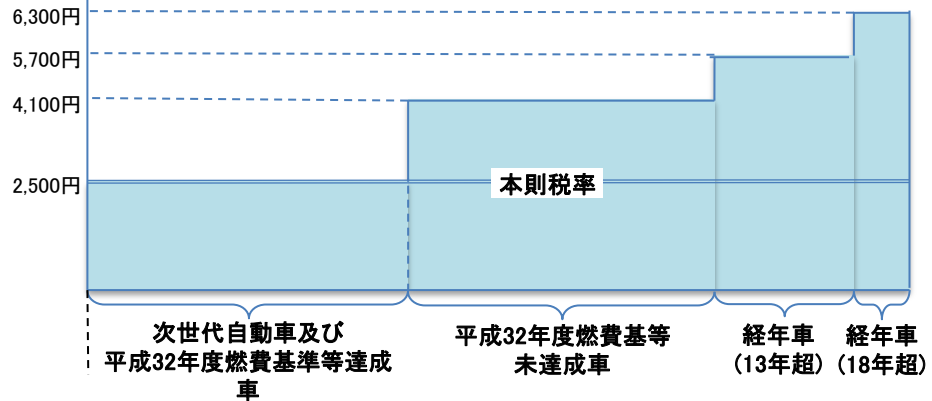 6,300円
5,700円
4,100円
2,500円
本則税率
次世代自動車及び
平成32年度燃費基準等達成
車
平成32年度燃費基等
未達成車
経年車
(13年超)
経年車
(18年超)